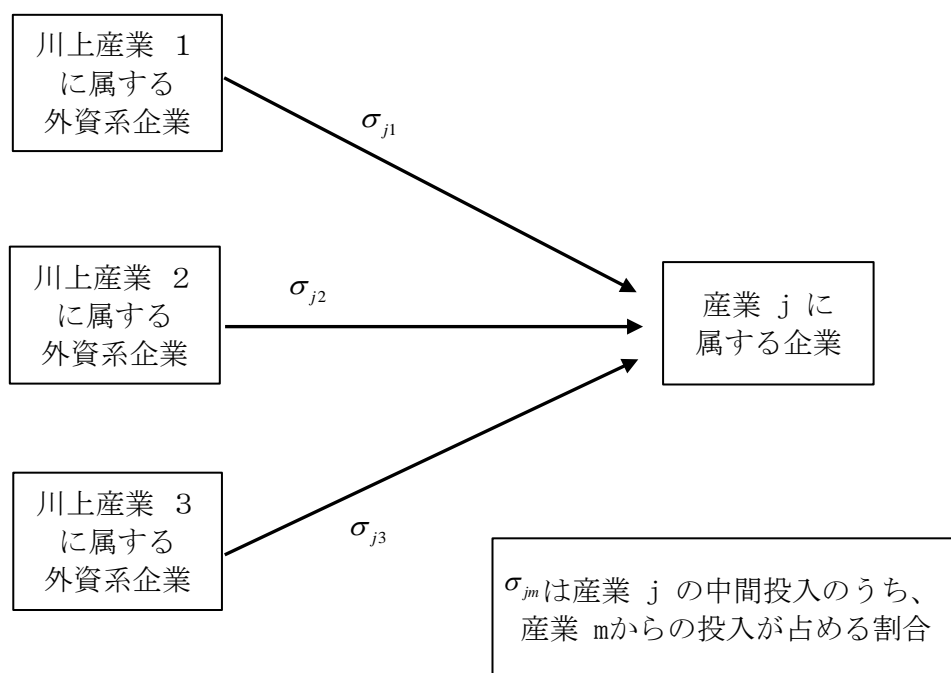 川上産業 １
に属する
外資系企業
σj1
川上産業 ２
に属する
外資系企業
σj2
産業 j に
属する企業
川上産業 ３
に属する
外資系企業
σj3
σjmは産業 j の中間投入のうち、
産業 mからの投入が占める割合